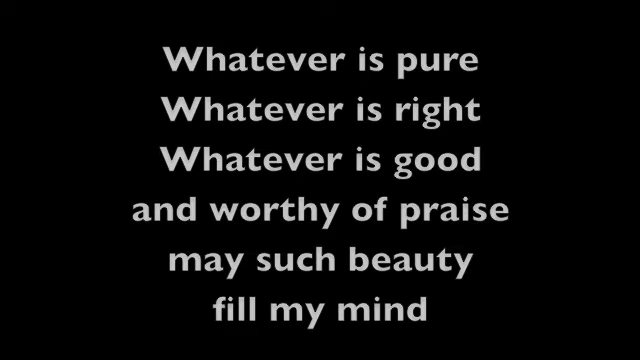 Whatever is pure
Whatever is right
Whatever is good
and worthy of praise
may such beauty
fill my mind